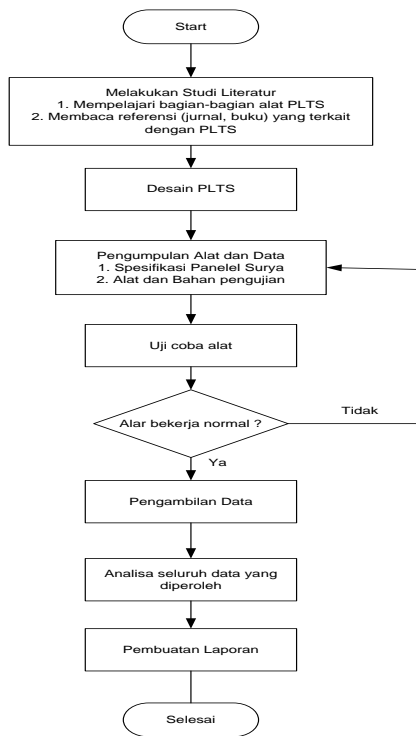 Start
Melakukan Studi Literatur
1. Mempelajari bagian-bagian alat PLTS
2. Membaca referensi (jurnal, buku) yang terkait
dengan PLTS
Desain PLTS
Pengumpulan Alat dan Data
1. Spesifikasi Panelel Surya
2. Alat dan Bahan pengujian
Uji coba alat
Alar bekerja normal ?
Tidak
Ya
Pengambilan Data
Analisa seluruh data yang
diperoleh
Pembuatan Laporan
Selesai